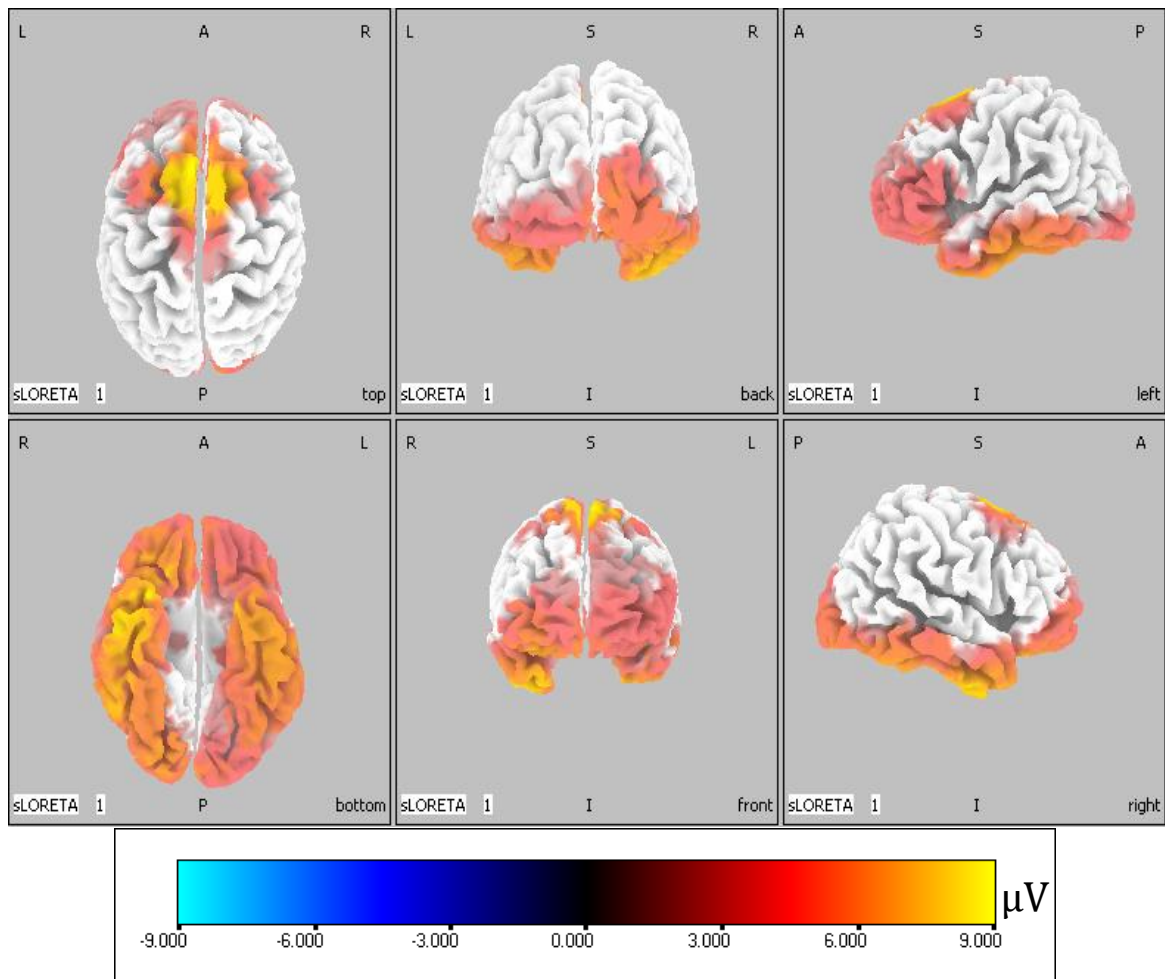 L A R
L S R
A S P
sLORETA 1 P top
sLORETA 1 I back
sLORETA 1 I left
R A L
R S L
P S A
sLORETA 1 P bottom
sLORETA 1 I front
sLORETA 1 I right
μV
-9.000 -6.000 -3.000 0.000 3.000 6.000 9.000